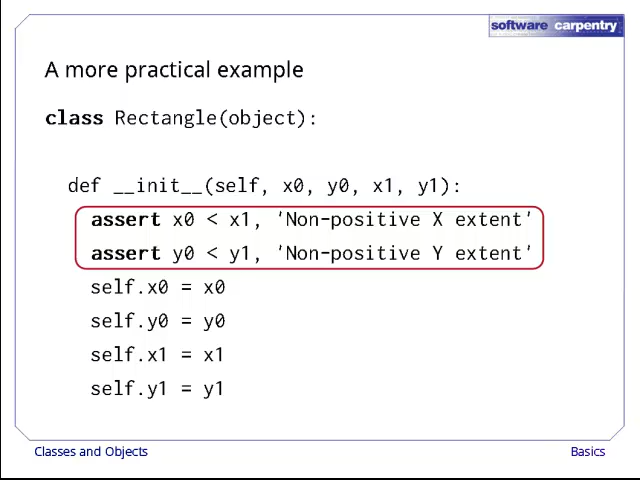 software carpentry
A more practical example
class Rectangle(object):
def __init__(self, x0, y0, x1, y1):
assert x0 < x1, 'Non-positive X extent'
assert y0 < y1, 'Non-positive Y extent'
self.x0 = x0
self.y0 = y0
self.x1 = x1
self.y1 = y1
Classes and Objects
Basics